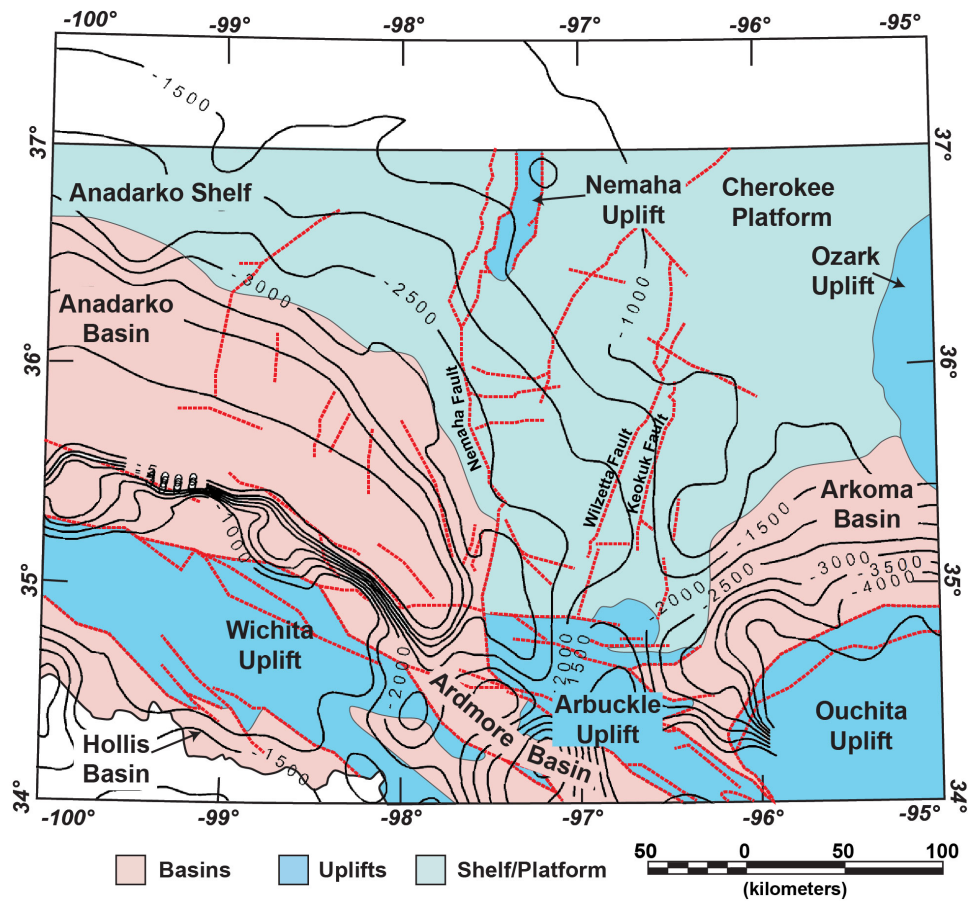 -100°
-99°
-98°
-97°
-96°
-95°
-1500
37°
37°
Anadarko Shelf
Nemaha
Uplift
Cherokee
Platform
Ozark
Uplift
-3000
-2500
-1000
Anadarko
Basin
36°
36°
Nemaha Fault
Wilzetta Fault
Keokuk Fault
-5000
Arkoma
Basin
-1500
-3000
-3500
-4000
-2500
-2000
35°
35°
Wichita
Uplift
-2000
-2000
1500
Ardmore Basin
Arbuckle
Uplift
Ouchita
Uplift
Hollis
Basin
1500
34°
34°
-100°
-99°
-98°
-97°
-96°
-95°
Basins
Uplifts
Shelf/Platform
50 0 50 100
(kilometers)